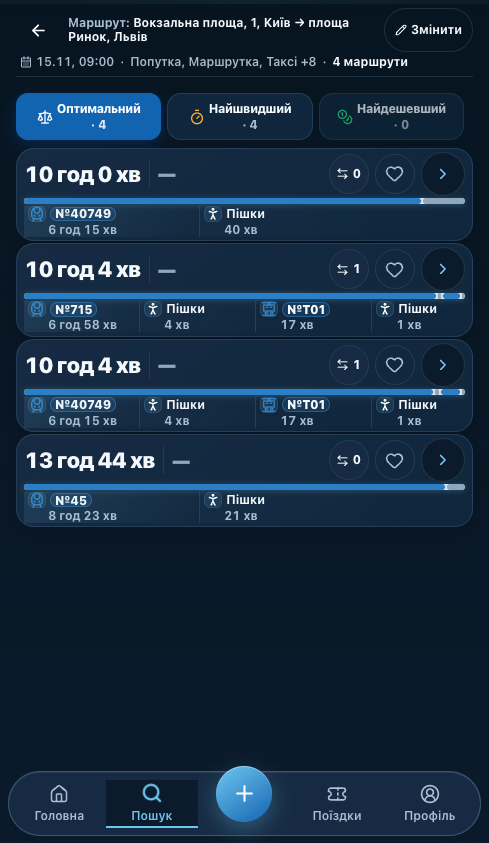 Маршрут: Вокзальна площа, 1, Київ → площа
Ринок, Львів
Змінити
15.11, 09:00 · Попутка, Маршрутка, Таксі +8 · 4 маршрути
Оптимальний
· 4
Найшвидший
· 4
Найдешевший
· 0
10 год 0 хв —
0
№40749 Пішки
6 год 15 хв 40 хв
10 год 4 хв —
1
№715 Пішки №T01 Пішки
6 год 58 хв 4 хв 17 хв 1 хв
10 год 4 хв —
1
№40749 Пішки №T01 Пішки
6 год 15 хв 4 хв 17 хв 1 хв
13 год 44 хв —
0
№45 Пішки
8 год 23 хв 21 хв
Головна
Пошук
Поїздки
Профіль